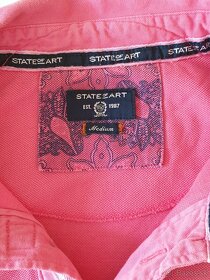 STATE OF ART STATE OF ART STATE OF ART
STATE OF ART
EST. 1987
Medium